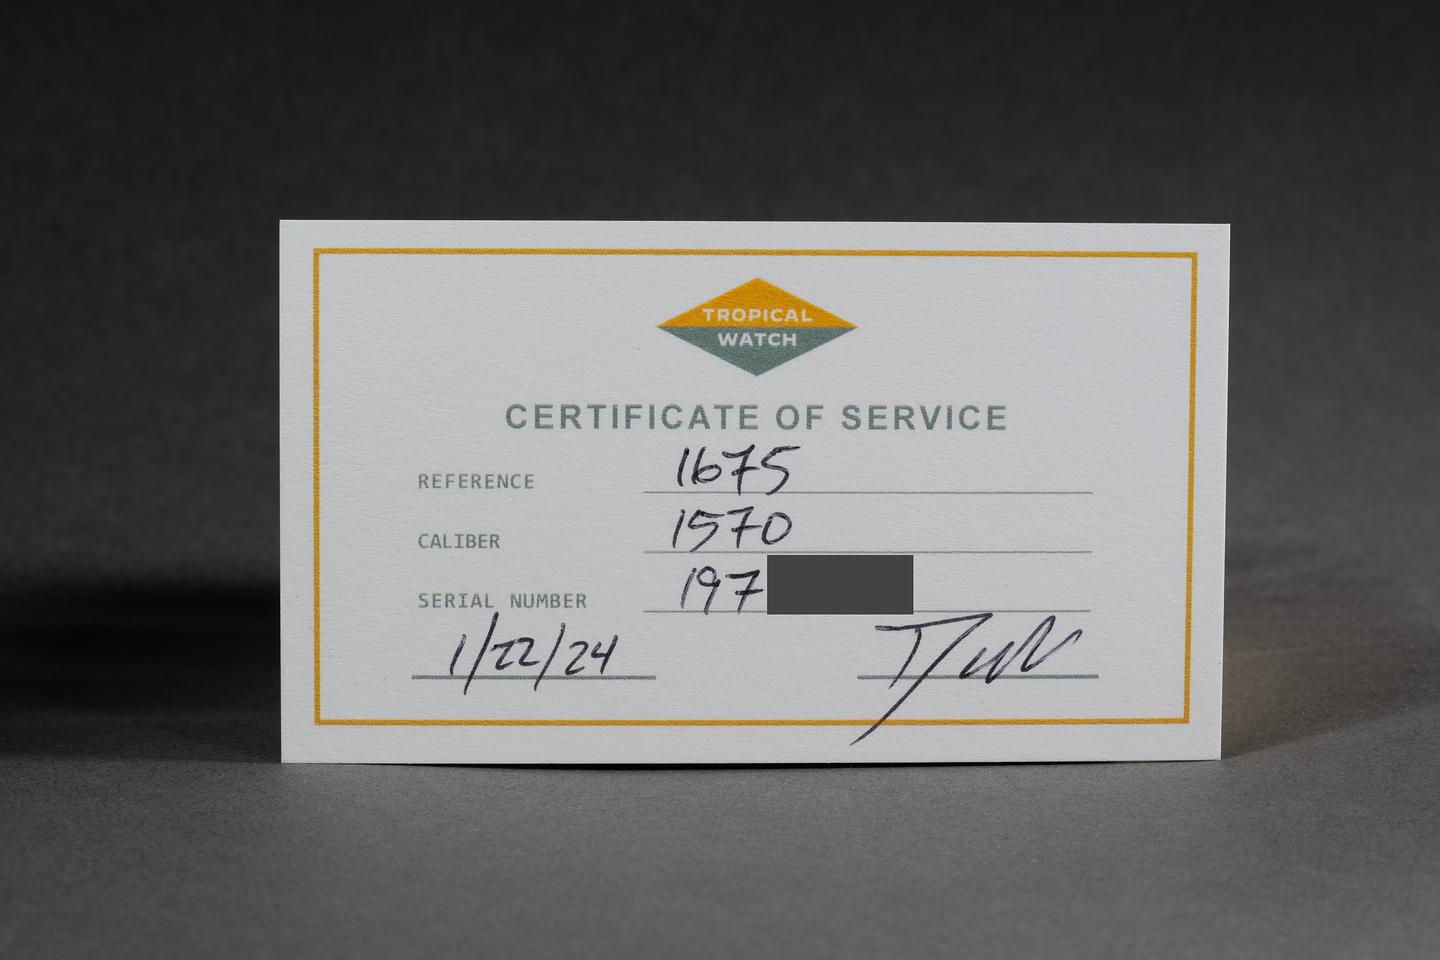 TROPICAL
WATCH
CERTIFICATE OF SERVICE
REFERENCE 1675
CALIBER 1570
SERIAL NUMBER 197
1/22/24